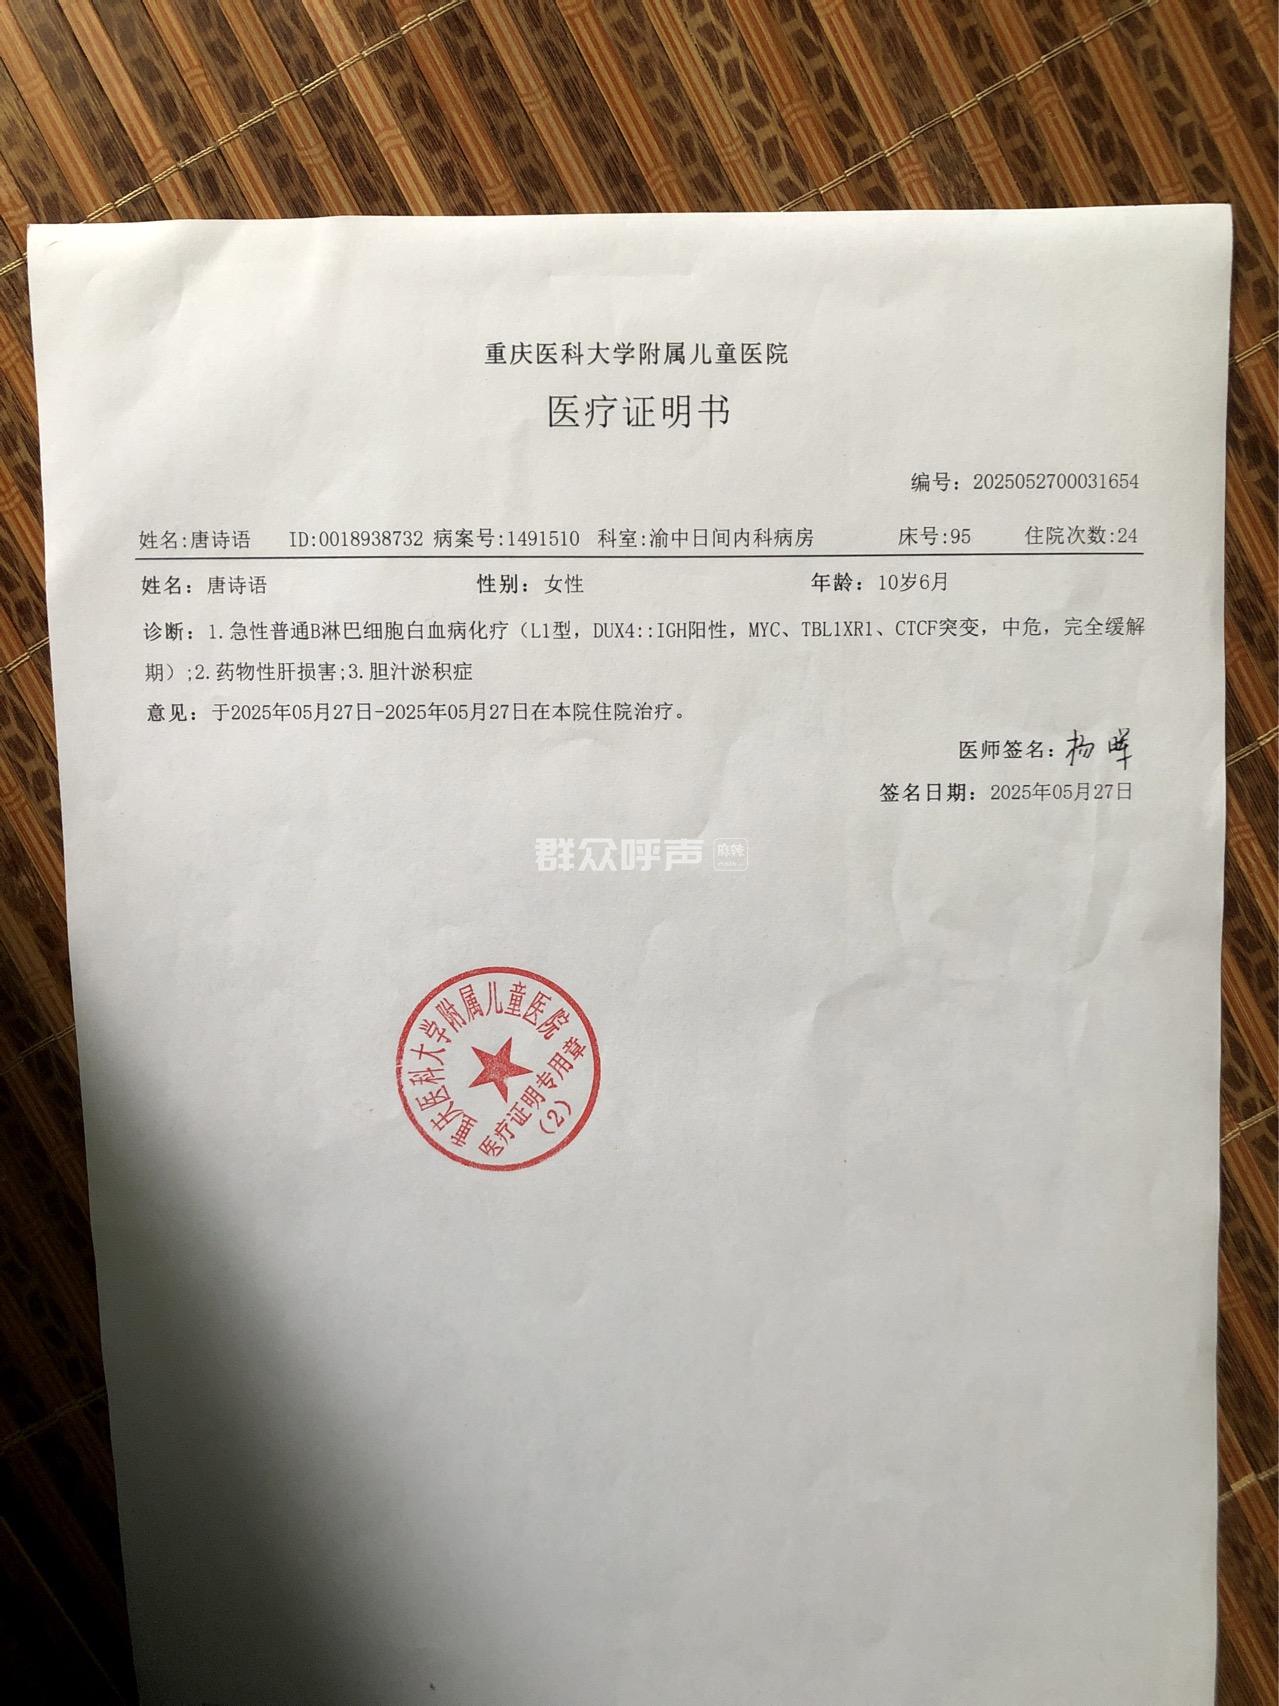 重庆医科大学附属儿童医院
医疗证明书
编号：2025052700031654
姓名:唐诗语 ID:0018938732 病案号:1491510 科室:渝中日间内科病房 床号:95 住院次数:24
姓名：唐诗语 性别：女性 年龄：10岁6月
诊断：1.急性普通B淋巴细胞白血病化疗（L1型，DUX4::IGH阳性，MYC、TBL1XR1、CTCF突变，中危，完全缓解
期）;2.药物性肝损害;3.胆汁淤积症
意见：于2025年05月27日-2025年05月27日在本院住院治疗。
医师签名：杨晖
签名日期：2025年05月27日
群众呼声 麻辣
重庆医科大学附属儿童医院
医疗证明专用章
（2）